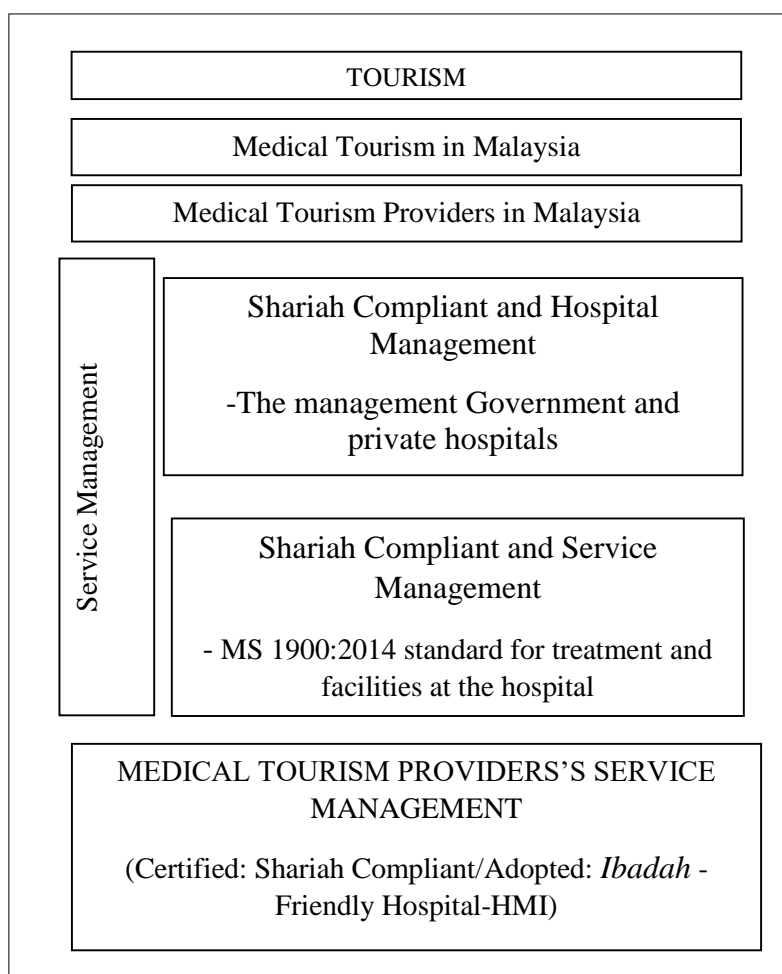 TOURISM
Medical Tourism in Malaysia
Medical Tourism Providers in Malaysia
Service Management
Shariah Compliant and Hospital
Management
-The management Government and
private hospitals
Shariah Compliant and Service
Management
- MS 1900:2014 standard for treatment and
facilities at the hospital
MEDICAL TOURISM PROVIDERS’S SERVICE
MANAGEMENT
(Certified: Shariah Compliant/Adopted: Ibadah -
Friendly Hospital-HMI)